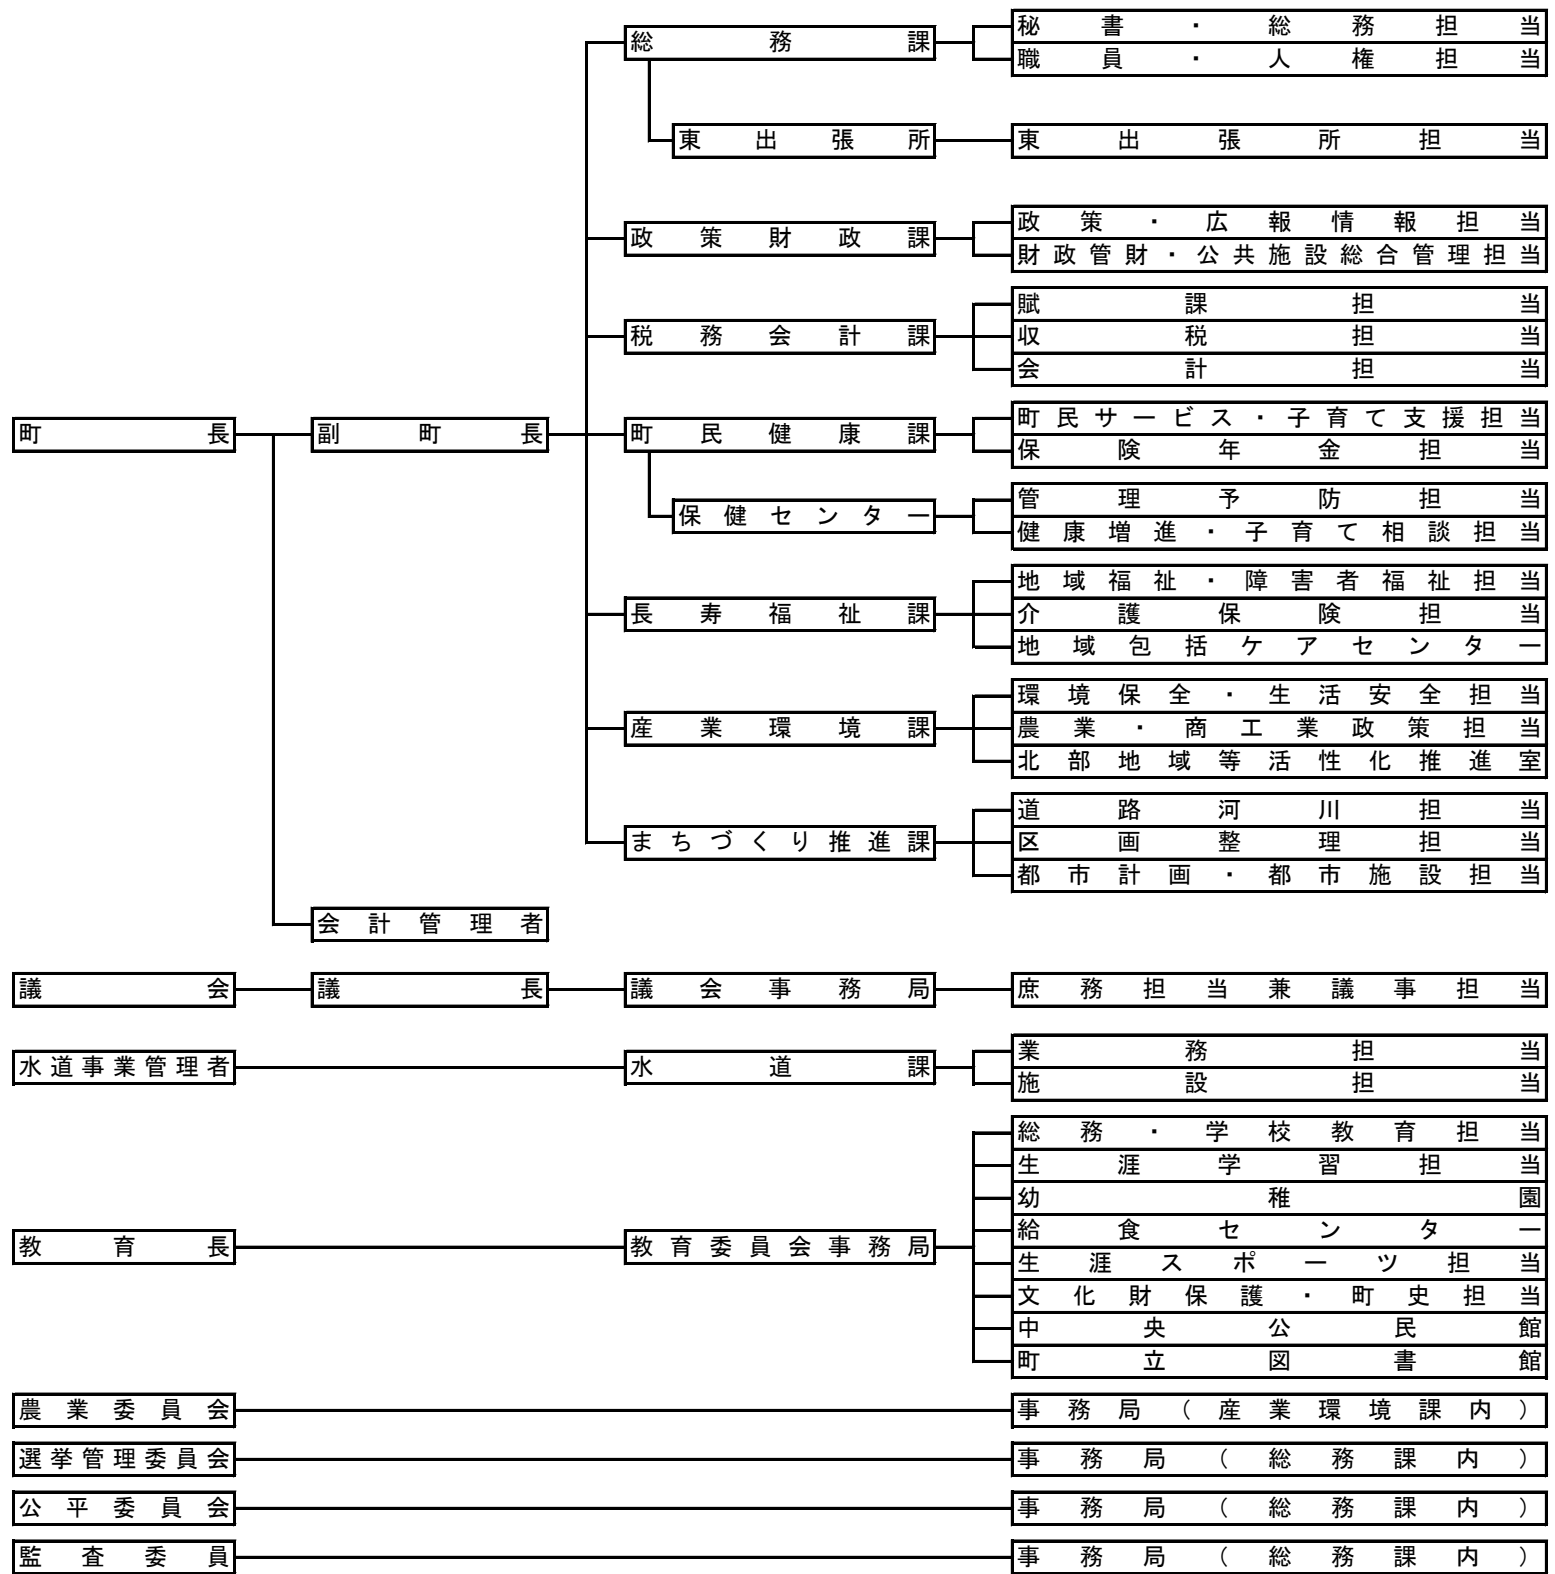 秘書・総務担当
総務課
職員・人権担当
東出張所 東出張所担当
政策・広報情報担当
政策財政課
財政管財・公共施設総合管理担当
賦課担当
税務会計課 収税担当
会計担当
町民サービス・子育て支援担当
町長 副町長 町民健康課
保険年金担当
管理予防担当
保健センター
健康増進・子育て相談担当
地域福祉・障害者福祉担当
長寿福祉課 介護保険担当
地域包括ケアセンター
環境保全・生活安全担当
産業環境課 農業・商工業政策担当
北部地域等活性化推進室
道路河川担当
まちづくり推進課 区画整理担当
都市計画・都市施設担当
会計管理者
議会 議長 議会事務局 庶務担当兼議事担当
業務担当
水道事業管理者 水道課
施設担当
総務・学校教育担当
生涯学習担当
幼稚園
給食センター
教育長 教育委員会事務局
生涯スポーツ担当
文化財保護・町史担当
中央公民館
町立図書館
農業委員会 事務局（産業環境課内）
選挙管理委員会 事務局（総務課内）
公平委員会 事務局（総務課内）
監査委員 事務局（総務課内）